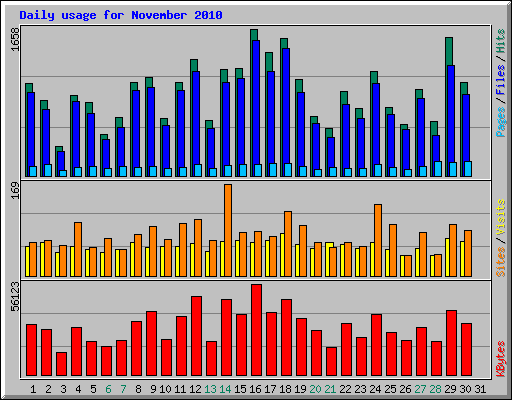 Daily usage for November 2010
1658
Pages / Files / Hits
169
Sites / Visits
56123
KBytes
1 2 3 4 5 6 7 8 9 10 11 12 13 14 15 16 17 18 19 20 21 22 23 24 25 26 27 28 29 30 31